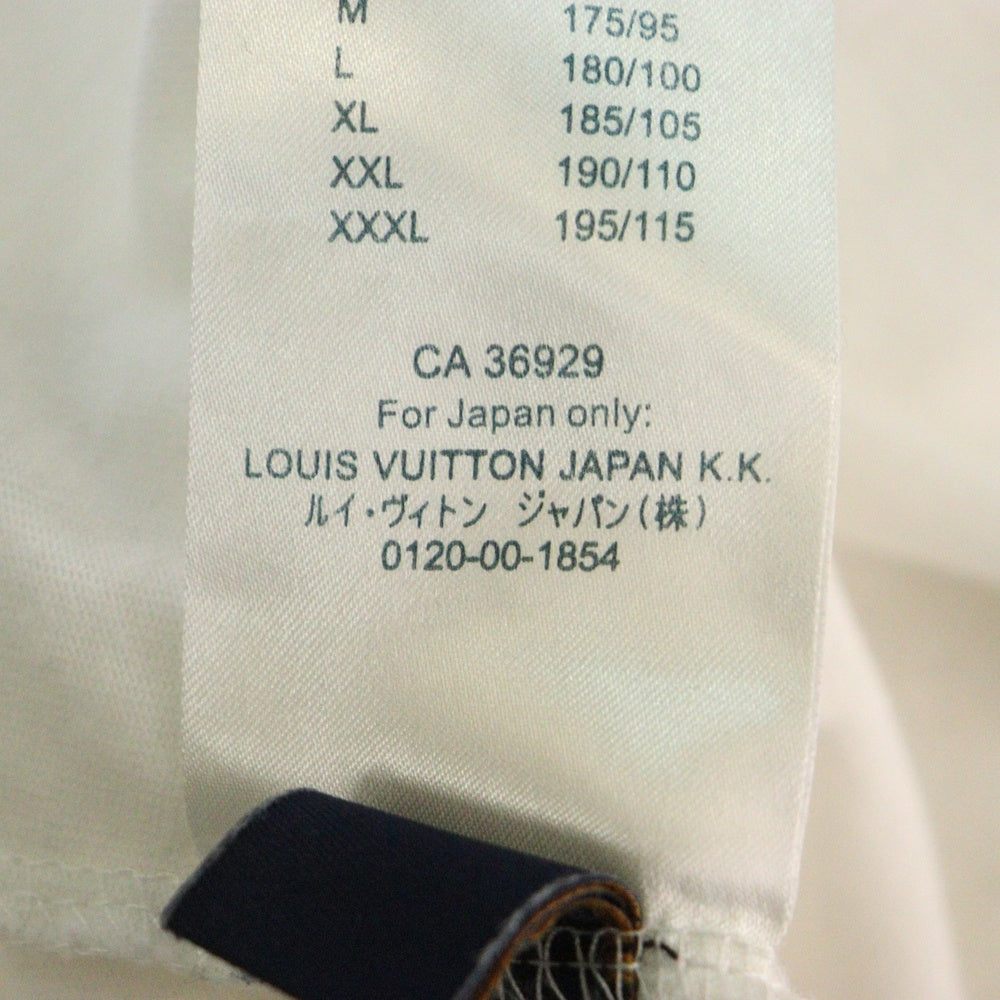 M 175/95
L 180/100
XL 185/105
XXL 190/110
XXXL 195/115
CA 36929
For Japan only:
LOUIS VUITTON JAPAN K.K.
ルイ・ヴィトン ジャパン(株)
0120-00-1854